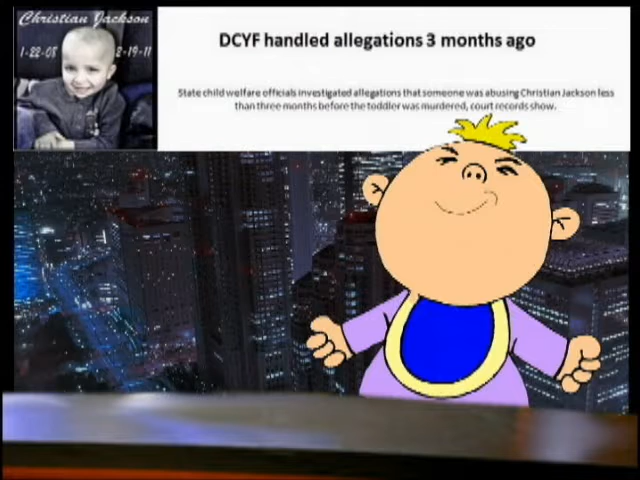 Christian Jackson
1-22-08 2-19-11
DCYF handled allegations 3 months ago
State child welfare officials investigated allegations that someone was abusing Christian Jackson less
than three months before the toddler was murdered, court records show.